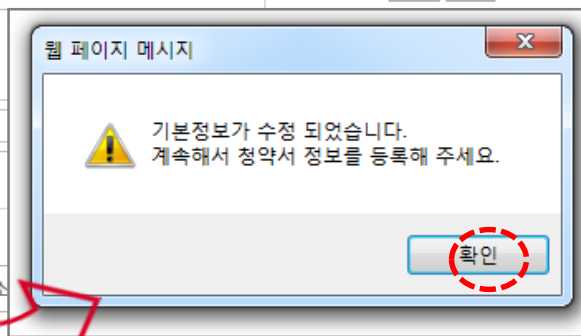 웹 페이지 메시지
기본정보가 수정 되었습니다.
계속해서 청약서 정보를 등록해 주세요.
확인